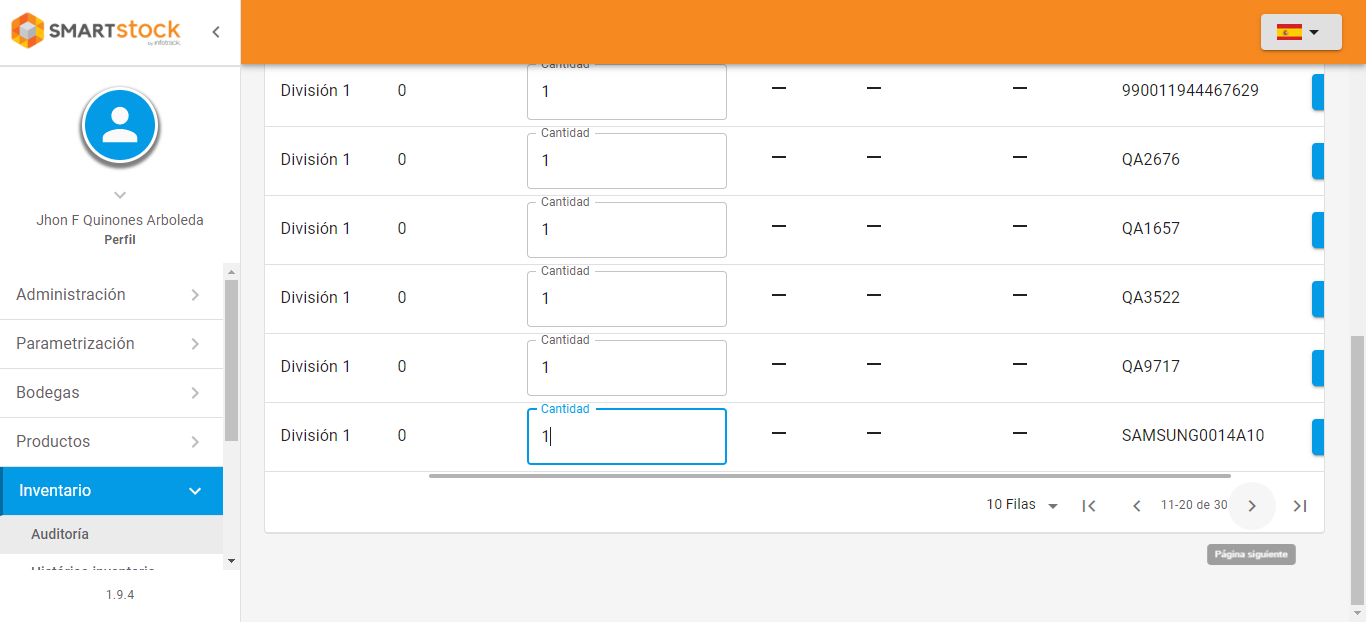 SMARTSTOCK
by infotrack.
Jhon F Quinones Arboleda
Perfil
Administración
Parametrización
Bodegas
Productos
Inventario
Auditoría
Histórico inventario
1.9.4
Cantidad
División 1 0 1 — — — 990011944467629
Cantidad
División 1 0 1 — — — QA2676
Cantidad
División 1 0 1 — — — QA1657
Cantidad
División 1 0 1 — — — QA3522
Cantidad
División 1 0 1 — — — QA9717
Cantidad
División 1 0 1 — — — SAMSUNG0014A10
10 Filas 11-20 de 30
Página siguiente